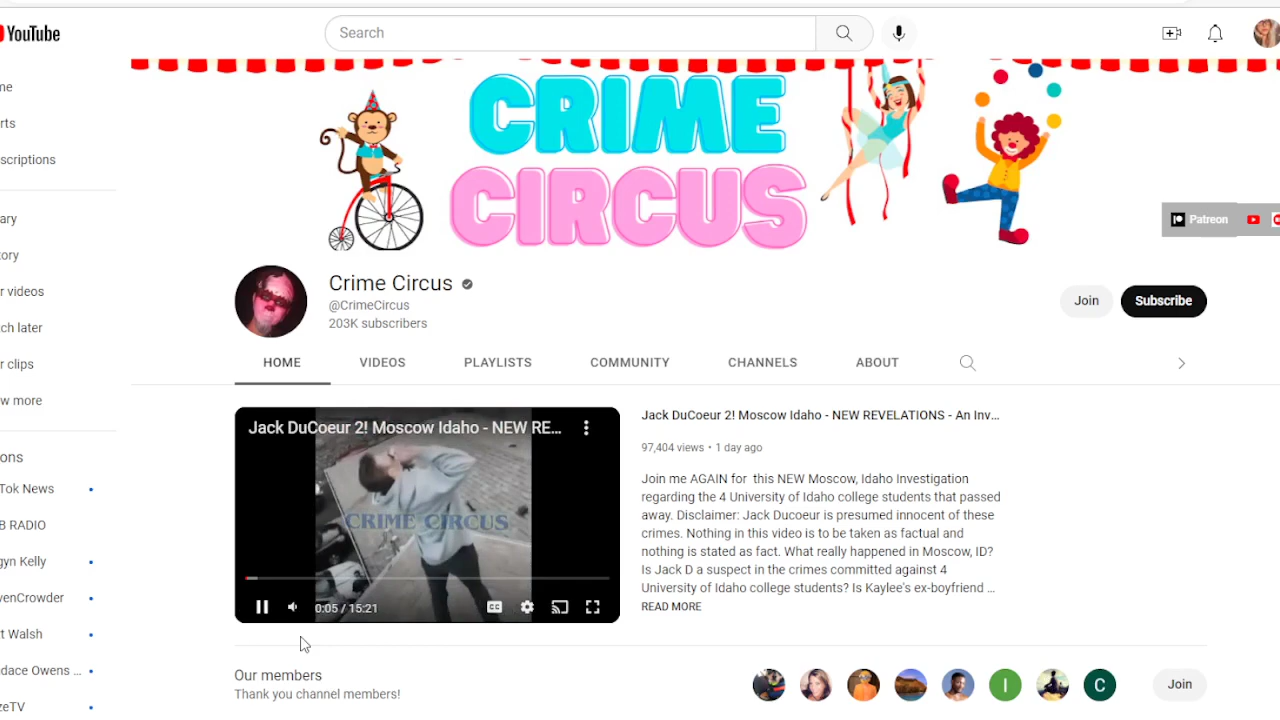 YouTube
Search
me
rts
scriptions
ary
ory
r videos
ch later
r clips
w more
ons
Tok News
B RADIO
gyn Kelly
venCrowder
t Walsh
dace Owens ...
zeTV
CRIME
CIRCUS
Patreon
Crime Circus
@CrimeCircus
203K subscribers
Join
Subscribe
HOME
VIDEOS
PLAYLISTS
COMMUNITY
CHANNELS
ABOUT
Jack DuCoeur 2! Moscow Idaho - NEW RE...
CRIME CIRCUS
0:05 / 15:21
CC
Jack DuCoeur 2! Moscow Idaho - NEW REVELATIONS - An Inv...
97,404 views • 1 day ago
Join me AGAIN for this NEW Moscow, Idaho Investigation
regarding the 4 University of Idaho college students that passed
away. Disclaimer: Jack Ducoeur is presumed innocent of these
crimes. Nothing in this video is to be taken as factual and
nothing is stated as fact. What really happened in Moscow, ID?
Is Jack D a suspect in the crimes committed against 4
University of Idaho college students? Is Kaylee's ex-boyfriend ...
READ MORE
Our members
Thank you channel members!
I
C
Join